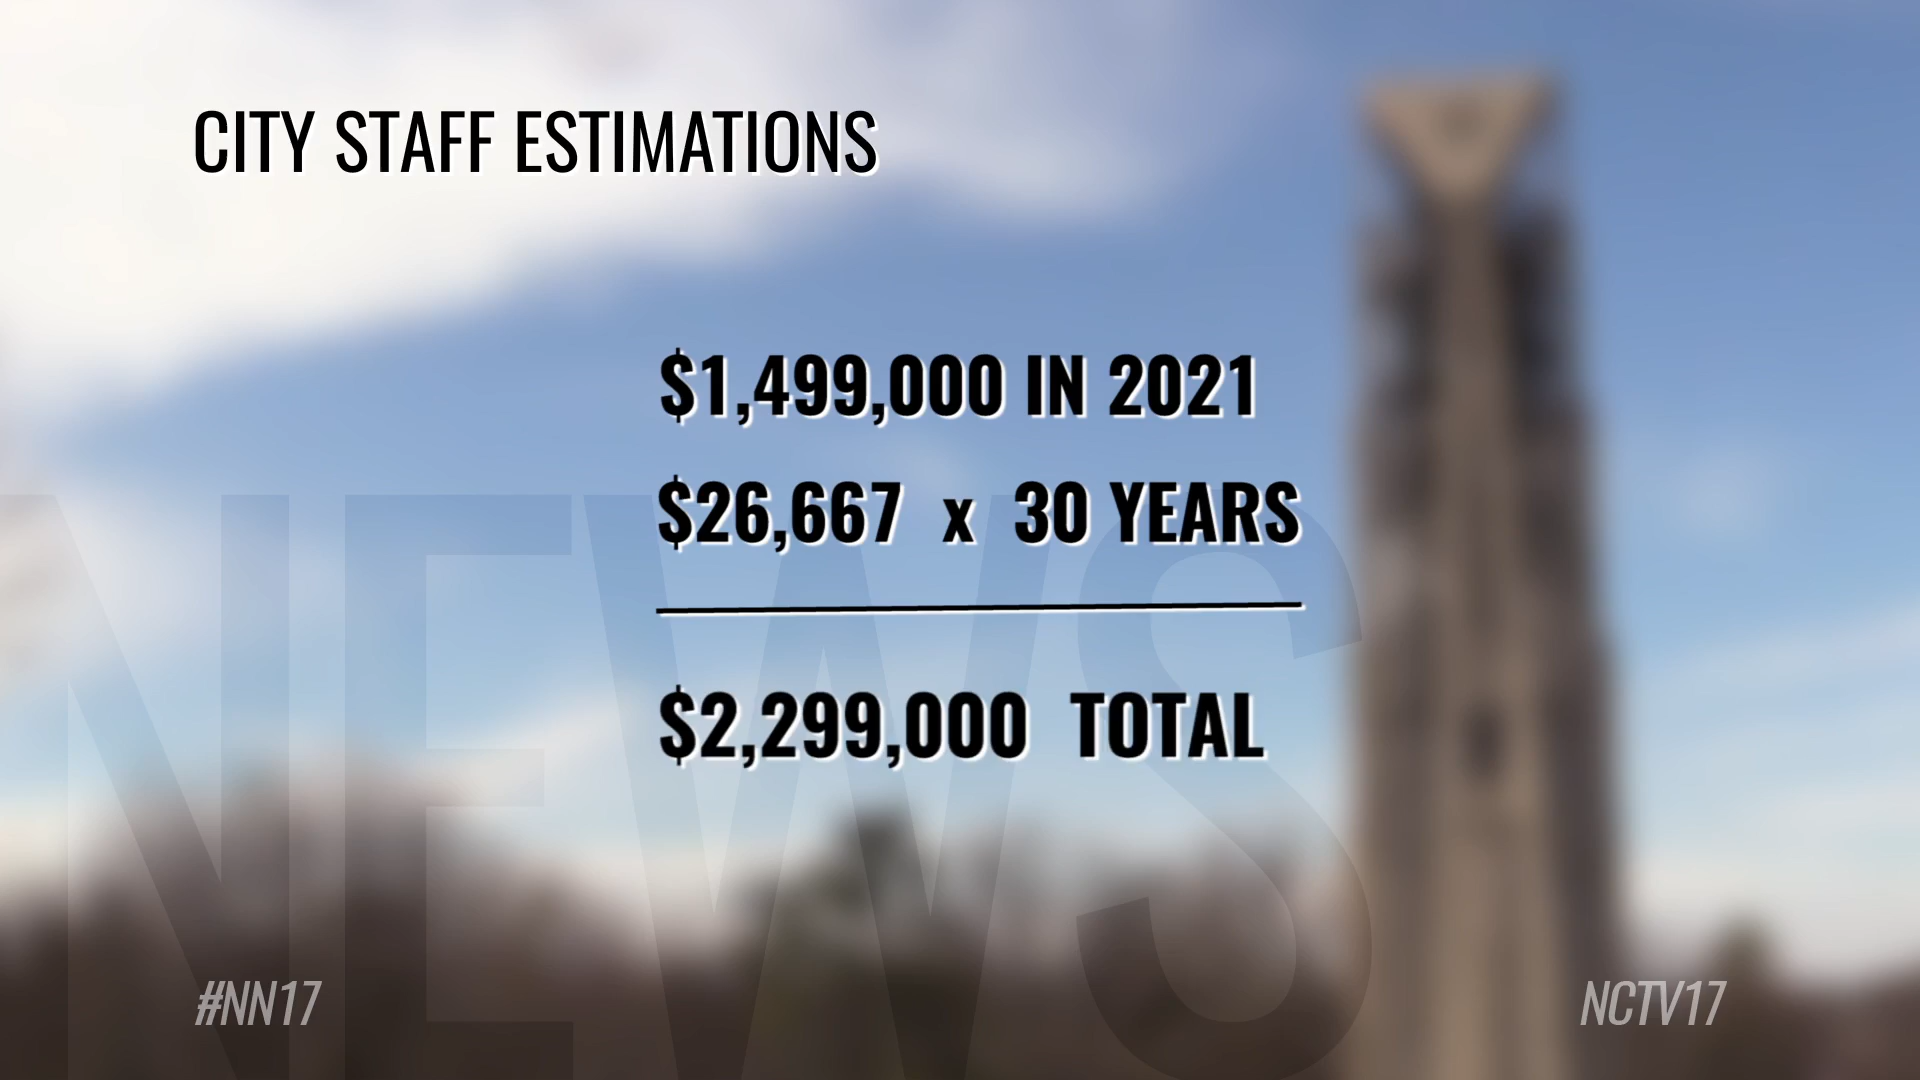 CITY STAFF ESTIMATIONS
$1,499,000 IN 2021
$26,667 x 30 YEARS
$2,299,000 TOTAL
NEWS
#NN17
NCTV17